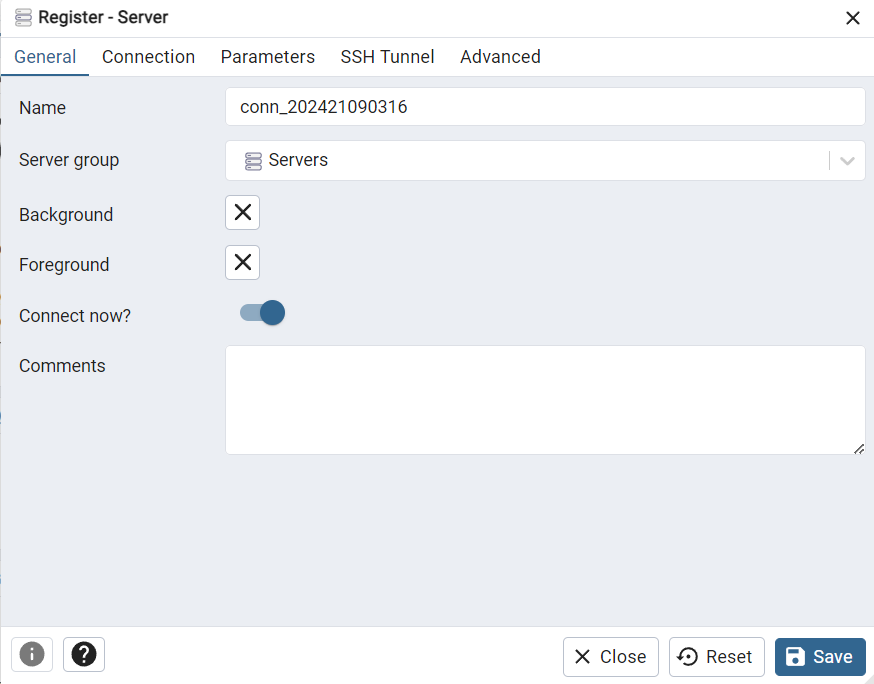 Register - Server
General Connection Parameters SSH Tunnel Advanced
Name conn_202421090316
Server group Servers
Background
Foreground
Connect now?
Comments
Close Reset Save